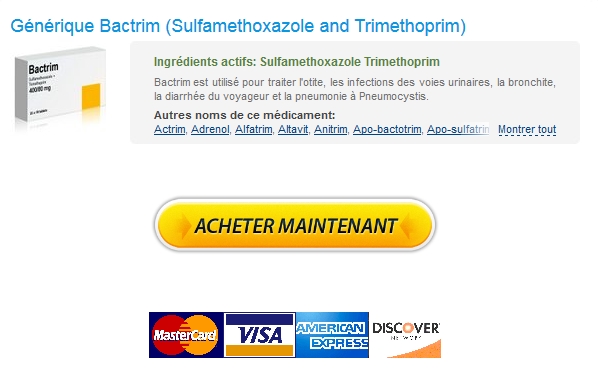 Générique Bactrim (Sulfamethoxazole and Trimethoprim)
Bactrim
Sulfamethoxazole +
Trimethoprim
400/80 mg
Ingrédients actifs: Sulfamethoxazole Trimethoprim
Bactrim est utilisé pour traiter l'otite, les infections des voies urinaires, la bronchite,
la diarrhée du voyageur et la pneumonie à Pneumocystis.
Autres noms de ce médicament:
Actrim, Adrenol, Alfatrim, Altavit, Anitrim, Apo-bactotrim, Apo-sulfatrim Montrer tout
ACHETER MAINTENANT
MasterCard VISA AMERICAN EXPRESS DISCOVER NETWORK